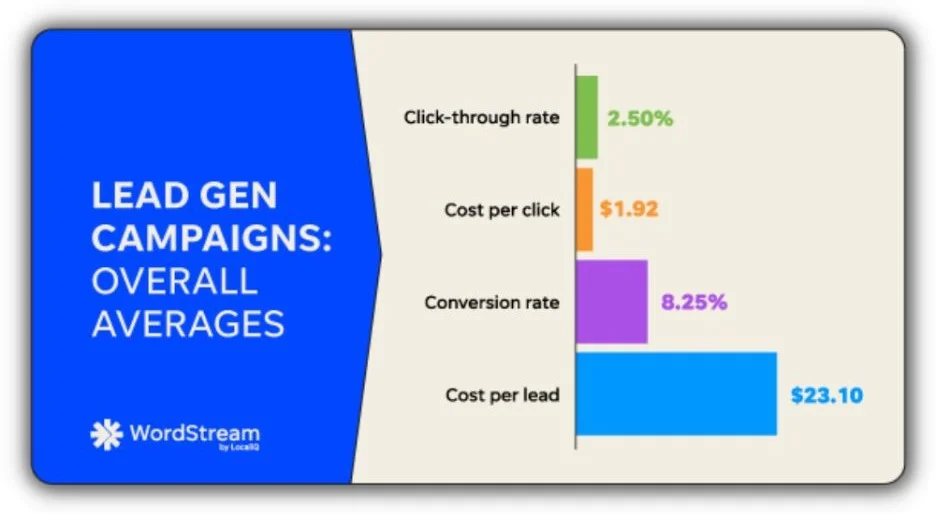 LEAD GEN
CAMPAIGNS:
OVERALL
AVERAGES
WordStream
by LocaliQ
Click-through rate
2.50%
Cost per click
$1.92
Conversion rate
8.25%
Cost per lead
$23.10